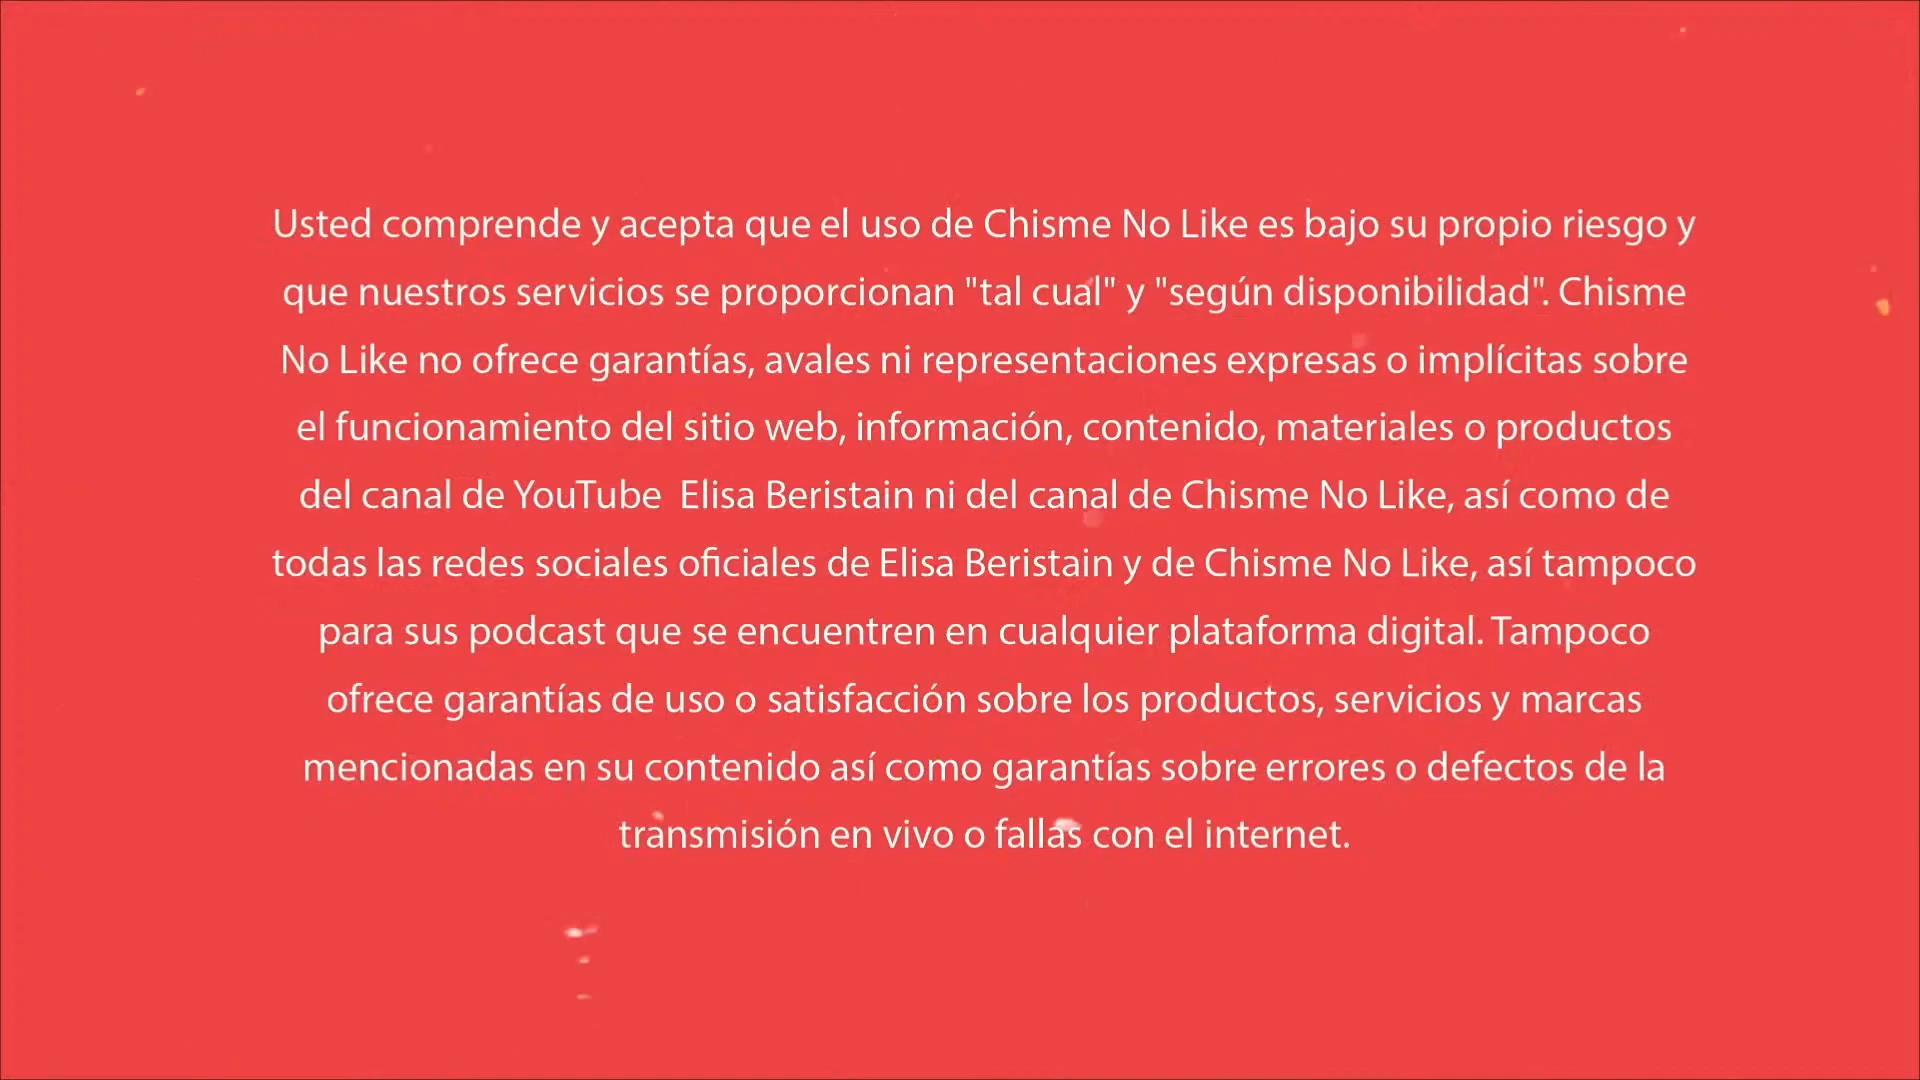 Usted comprende y acepta que el uso de Chisme No Like es bajo su propio riesgo y
que nuestros servicios se proporcionan "tal cual" y "según disponibilidad". Chisme
No Like no ofrece garantías, avales ni representaciones expresas o implícitas sobre
el funcionamiento del sitio web, información, contenido, materiales o productos
del canal de YouTube  Elisa Beristain ni del canal de Chisme No Like, así como de
todas las redes sociales oficiales de Elisa Beristain y de Chisme No Like, así tampoco
para sus podcast que se encuentren en cualquier plataforma digital. Tampoco
ofrece garantías de uso o satisfacción sobre los productos, servicios y marcas
mencionadas en su contenido así como garantías sobre errores o defectos de la
transmisión en vivo o fallas con el internet.